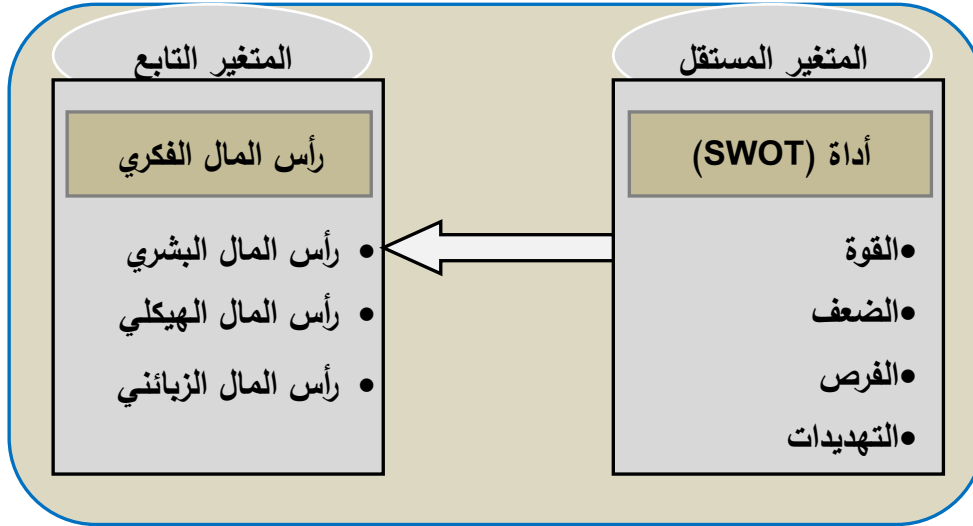 المتغير المستقل
أداة (SWOT)
•القوة
•الضعف
•الفرص
•التهديدات
المتغير التابع
رأس المال الفكري
• رأس المال البشري
• رأس المال الهيكلي
• رأس المال الزبائني